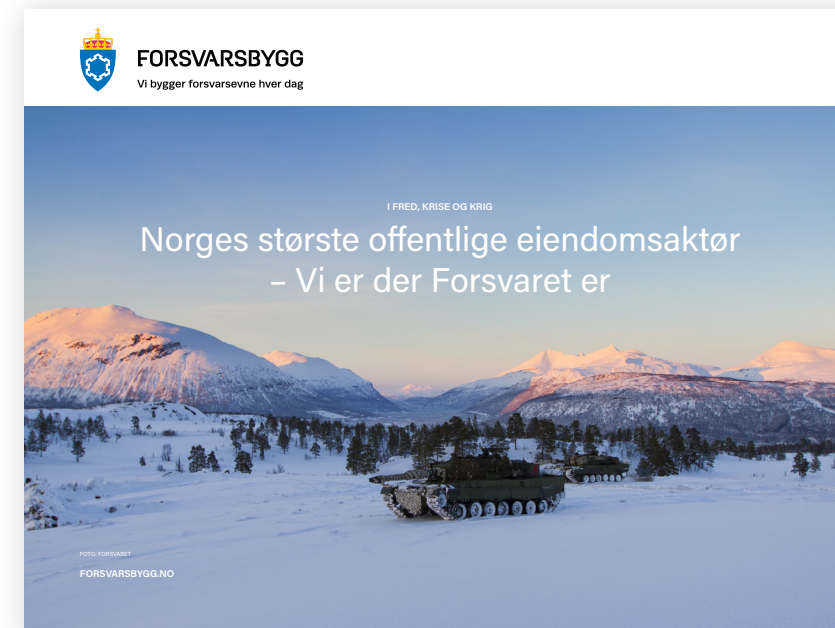 FORSVARSBYGG
Vi bygger forsvarsevne hver dag
I FRED, KRISE OG KRIG
Norges største offentlige eiendomsaktør
– Vi er der Forsvaret er
FOTO: FORSVARET
FORSVARSBYGG.NO